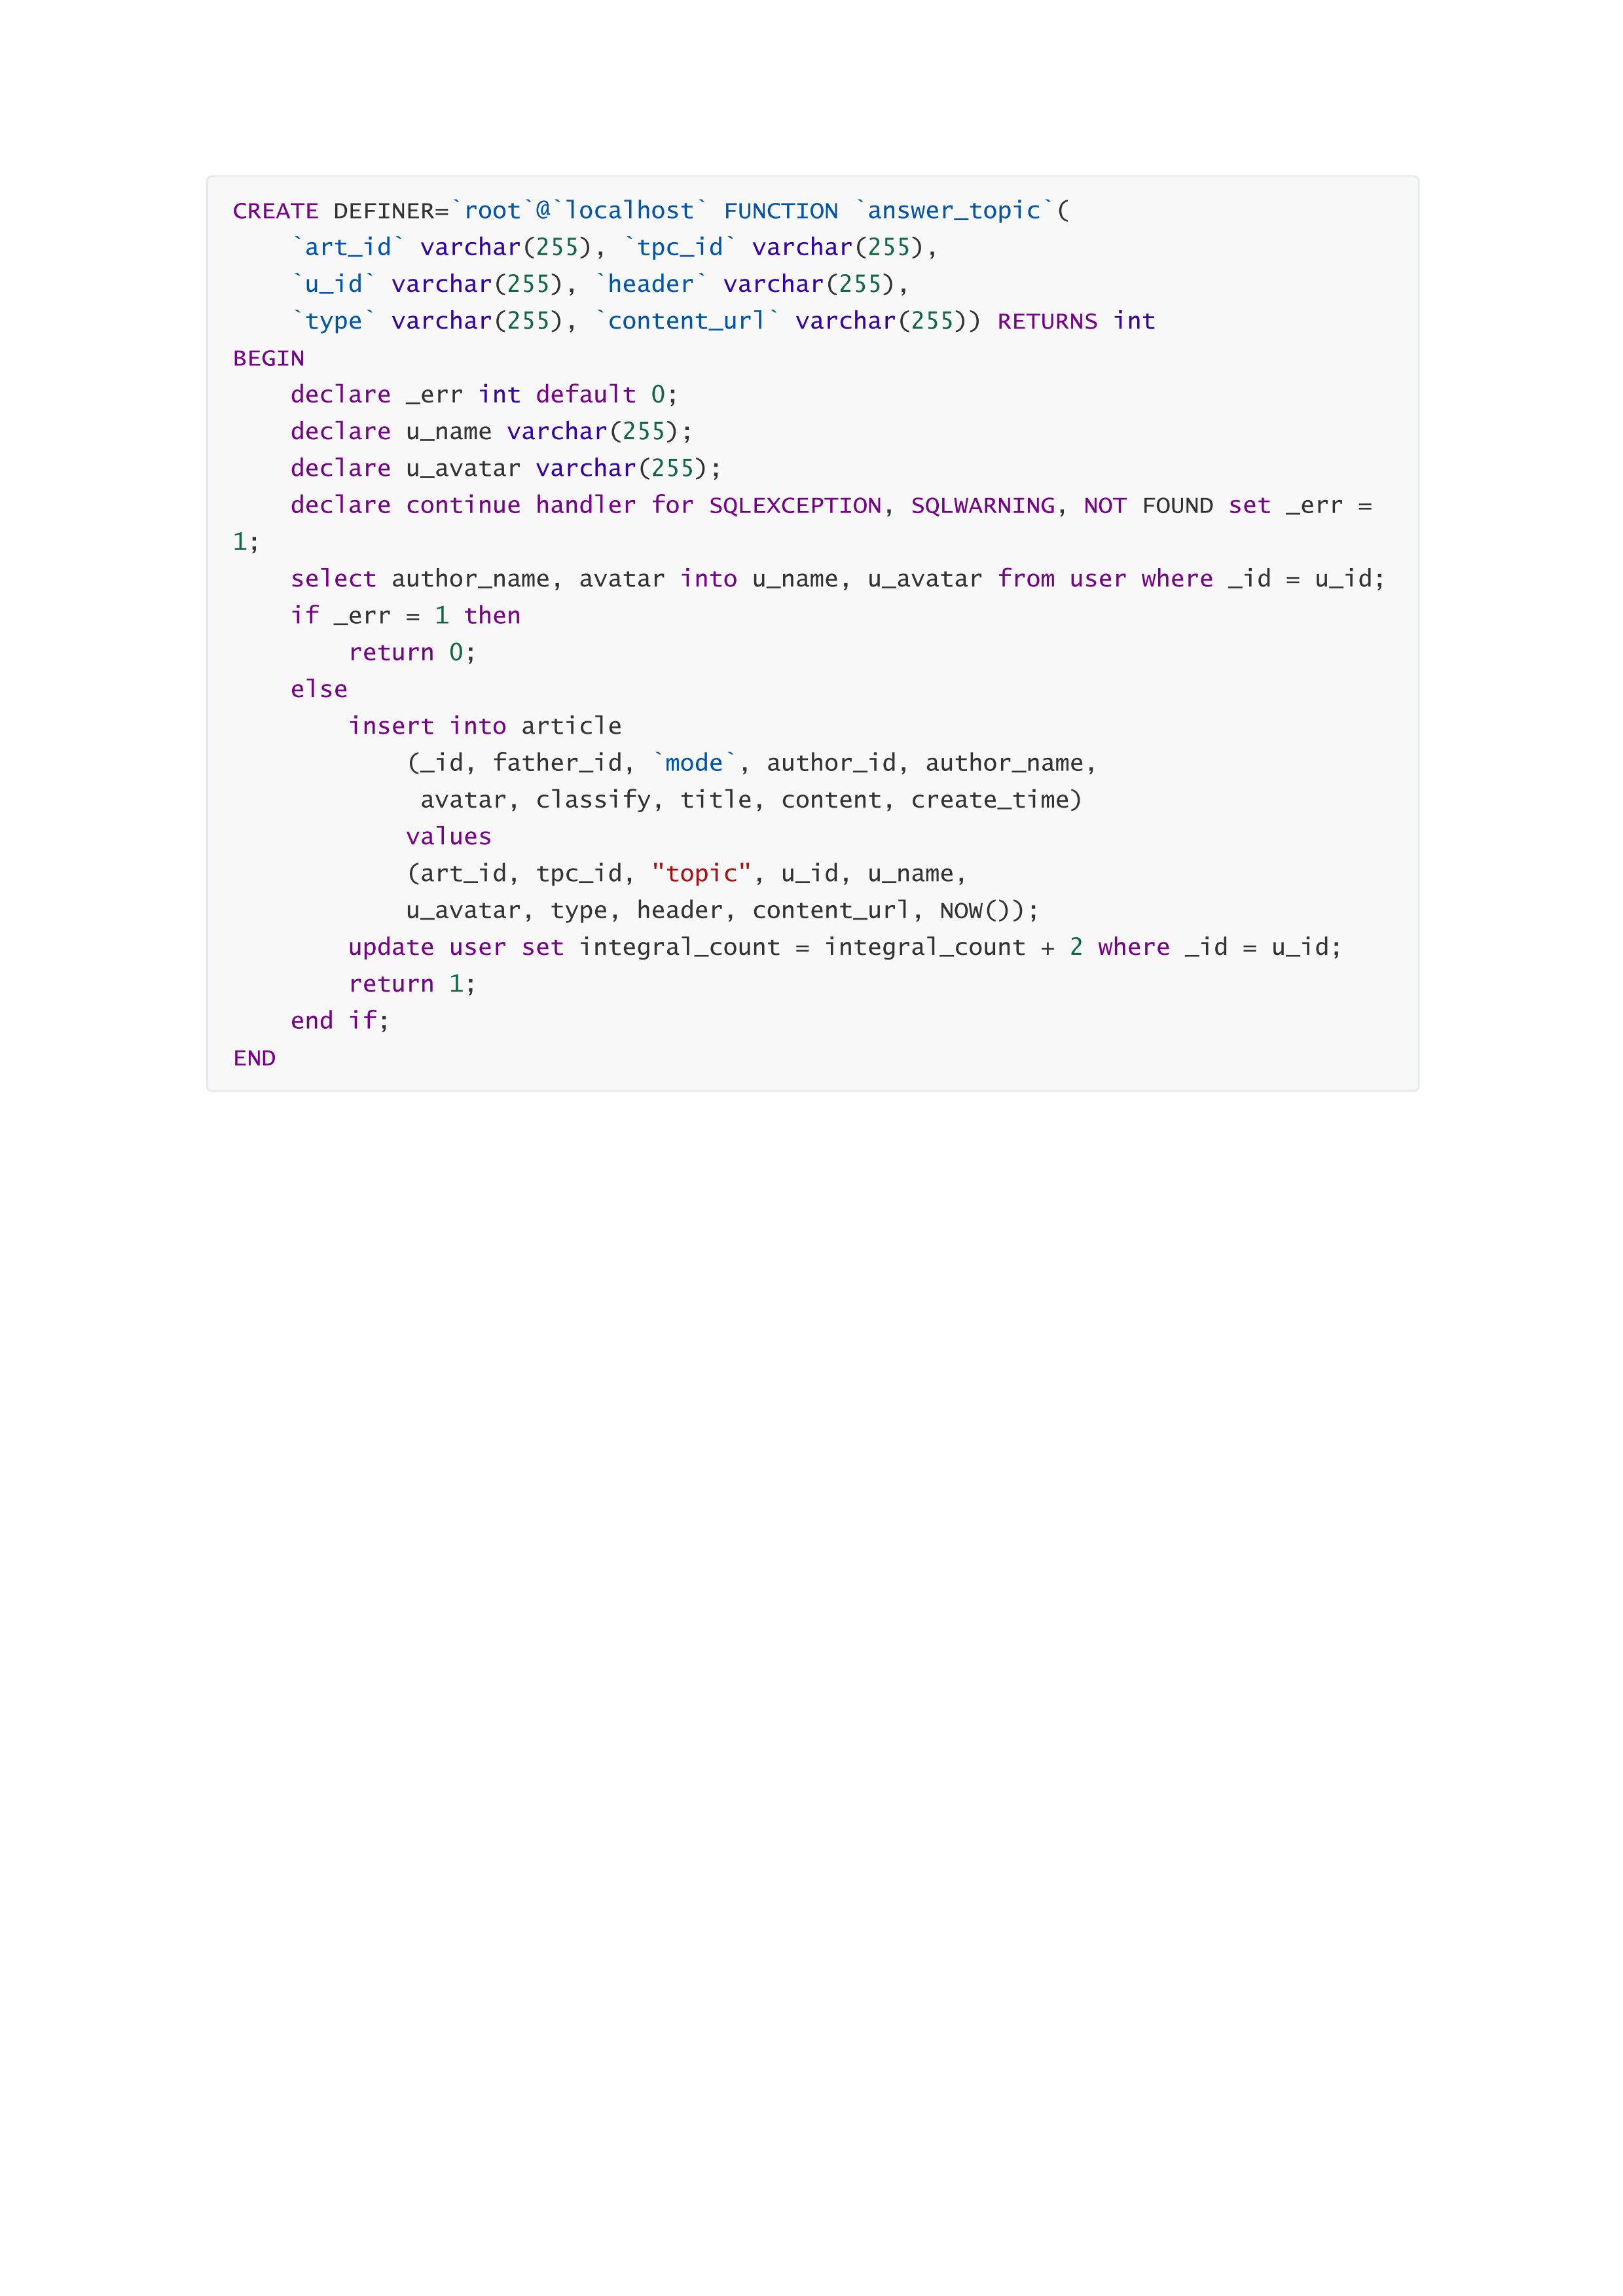 CREATE DEFINER=`root`@`localhost` FUNCTION `answer_topic`(
    `art_id` varchar(255), `tpc_id` varchar(255),
    `u_id` varchar(255), `header` varchar(255),
    `type` varchar(255), `content_url` varchar(255)) RETURNS int
BEGIN
    declare _err int default 0;
    declare u_name varchar(255);
    declare u_avatar varchar(255);
    declare continue handler for SQLEXCEPTION, SQLWARNING, NOT FOUND set _err =
1;
    select author_name, avatar into u_name, u_avatar from user where _id = u_id;
    if _err = 1 then
        return 0;
    else
        insert into article
            (_id, father_id, `mode`, author_id, author_name,
             avatar, classify, title, content, create_time)
            values
            (art_id, tpc_id, "topic", u_id, u_name,
            u_avatar, type, header, content_url, NOW());
        update user set integral_count = integral_count + 2 where _id = u_id;
        return 1;
    end if;
END